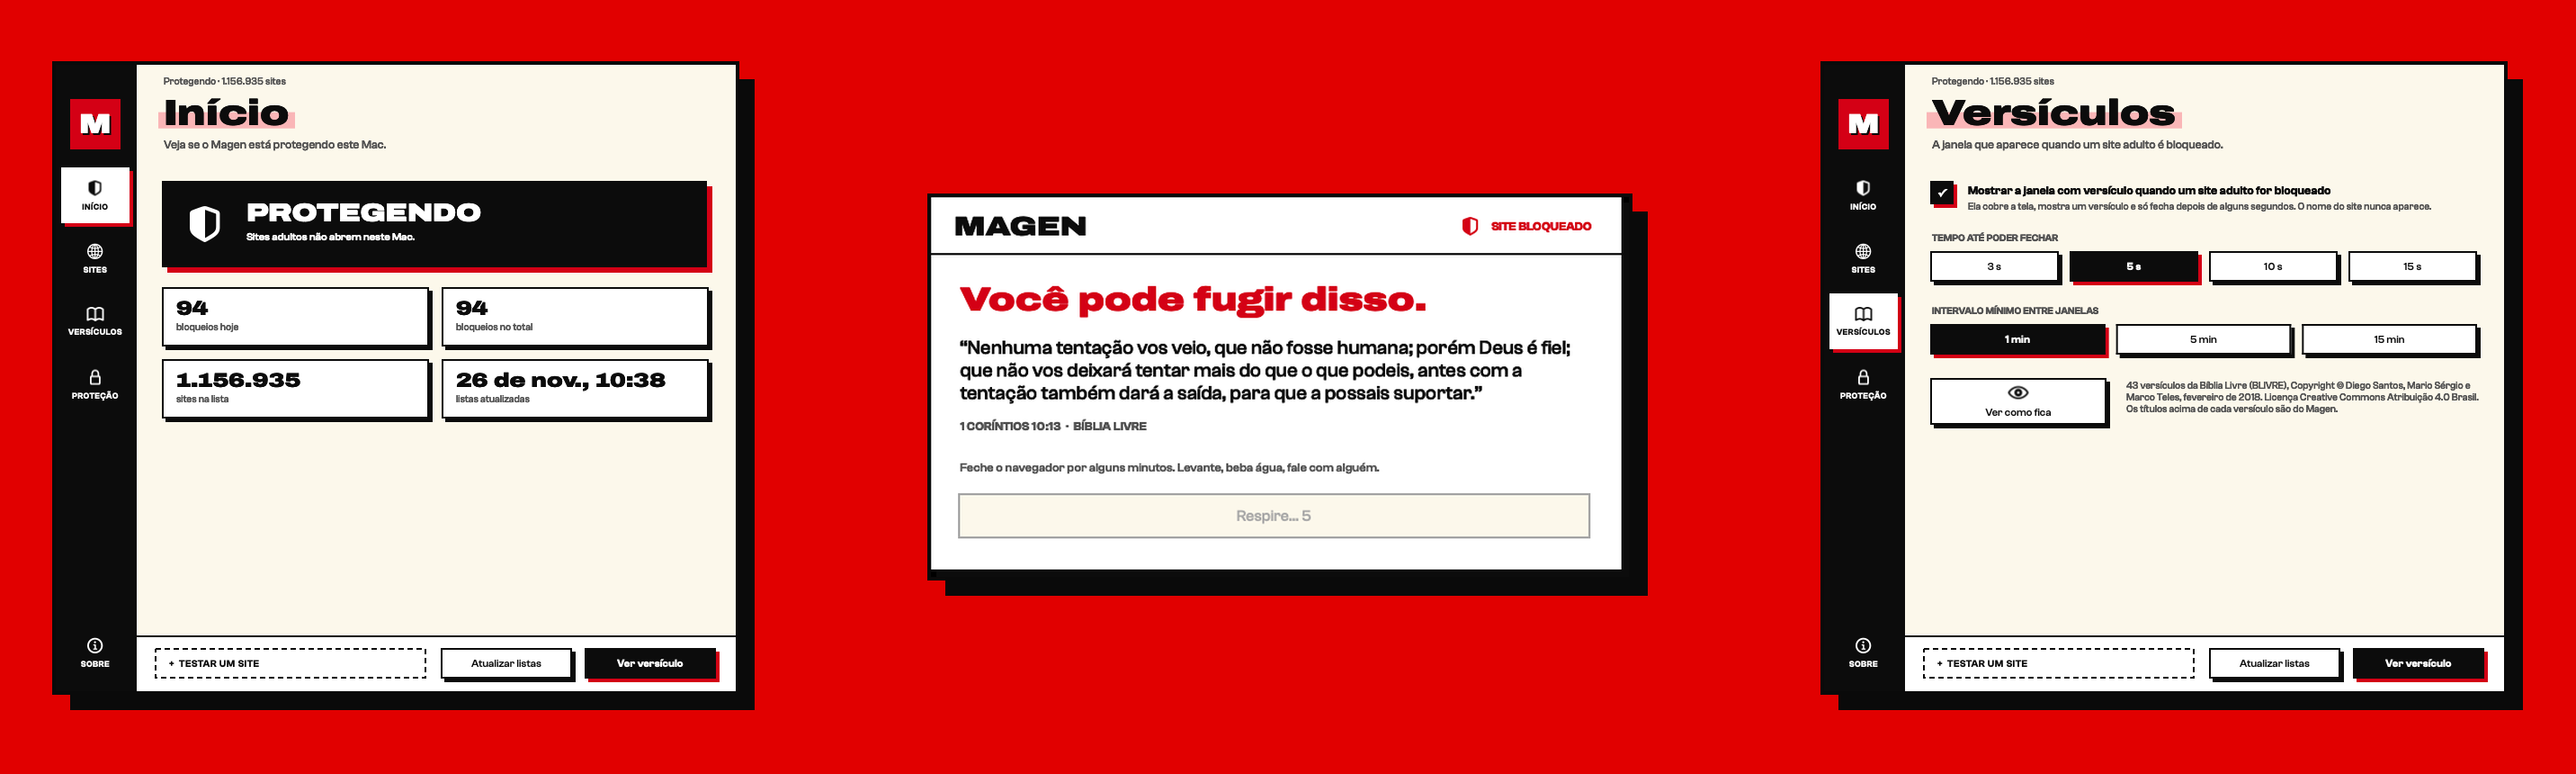 Protegendo · 1.156.935 sites
Início
Veja se o Magen está protegendo este Mac.
M
INÍCIO
SITES
VERSÍCULOS
PROTEÇÃO
SOBRE
PROTEGENDO
Sites adultos não abrem neste Mac.
94
bloqueios hoje
94
bloqueios no total
1.156.935
sites na lista
26 de nov., 10:38
listas atualizadas
+ TESTAR UM SITE
Atualizar listas
Ver versículo
MAGEN
SITE BLOQUEADO
Você pode fugir disso.
“Nenhuma tentação vos veio, que não fosse humana; porém Deus é fiel;
que não vos deixará tentar mais do que o que podeis, antes com a
tentação também dará a saída, para que a possais suportar.”
1 CORÍNTIOS 10:13 · BÍBLIA LIVRE
Feche o navegador por alguns minutos. Levante, beba água, fale com alguém.
Respire... 5
Protegendo · 1.156.935 sites
Versículos
A janela que aparece quando um site adulto é bloqueado.
M
INÍCIO
SITES
VERSÍCULOS
PROTEÇÃO
SOBRE
Mostrar a janela com versículo quando um site adulto for bloqueado
Ela cobre a tela, mostra um versículo e só fecha depois de alguns segundos. O nome do site nunca aparece.
TEMPO ATÉ PODER FECHAR
3 s
5 s
10 s
15 s
INTERVALO MÍNIMO ENTRE JANELAS
1 min
5 min
15 min
Ver como fica
43 versículos da Bíblia Livre (BLIVRE), Copyright © Diego Santos, Mario Sérgio e
Marco Teles, fevereiro de 2018. Licença Creative Commons Atribuição 4.0 Brasil.
Os títulos acima de cada versículo são do Magen.
+ TESTAR UM SITE
Atualizar listas
Ver versículo